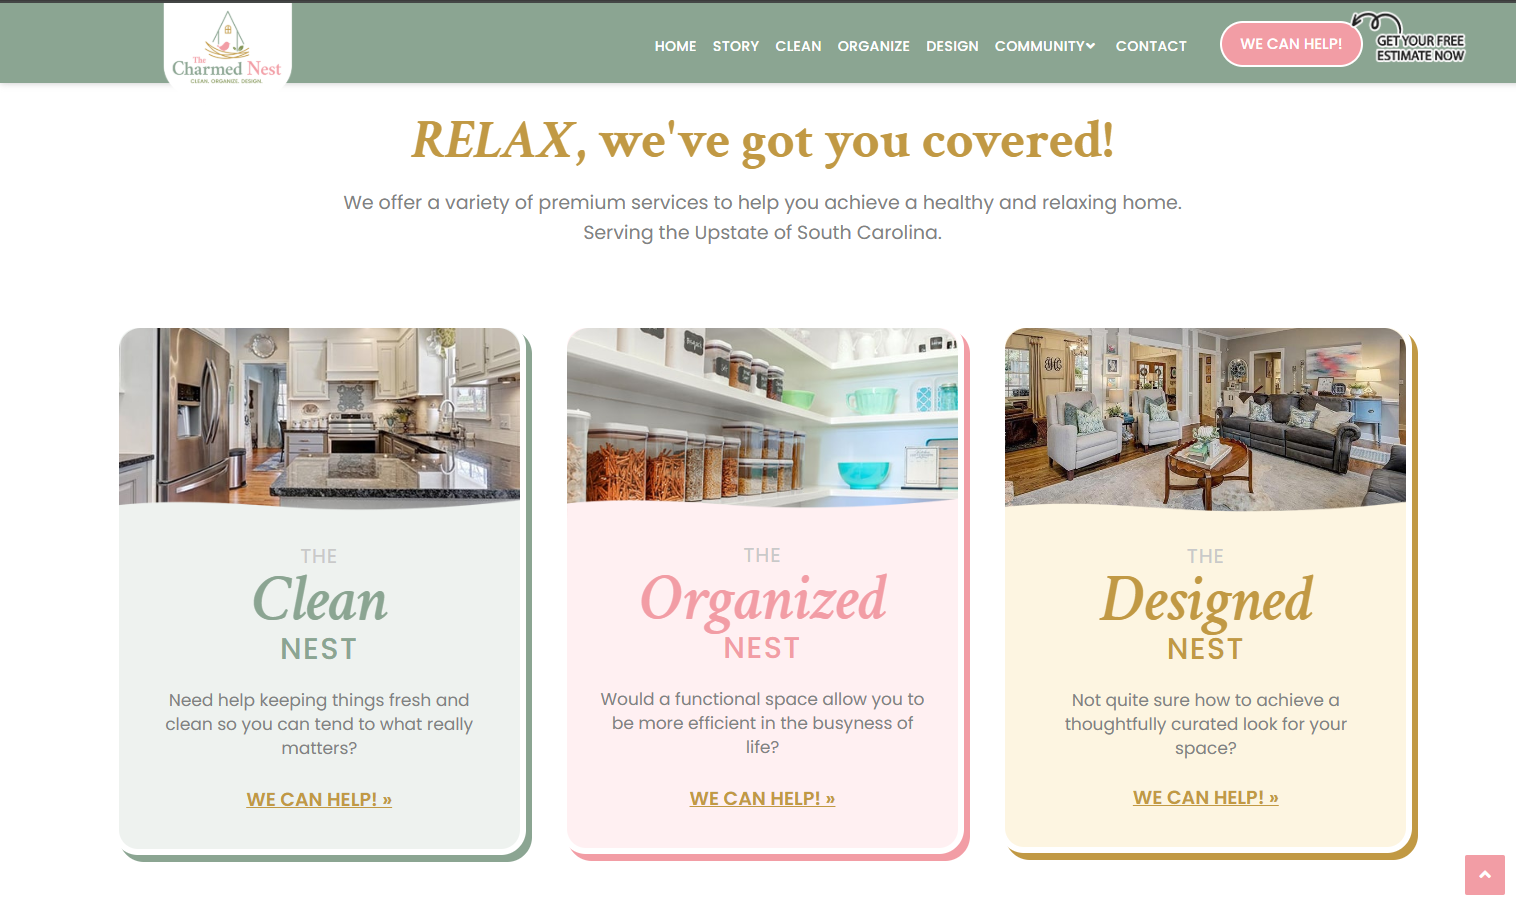 The
Charmed Nest
CLEAN. ORGANIZE. DESIGN.
HOME STORY CLEAN ORGANIZE DESIGN COMMUNITY CONTACT
WE CAN HELP!
GET YOUR FREE
ESTIMATE NOW
RELAX, we've got you covered!
We offer a variety of premium services to help you achieve a healthy and relaxing home.
Serving the Upstate of South Carolina.
THE
Clean
NEST
Need help keeping things fresh and
clean so you can tend to what really
matters?
WE CAN HELP! »
THE
Organized
NEST
Would a functional space allow you to
be more efficient in the busyness of
life?
WE CAN HELP! »
THE
Designed
NEST
Not quite sure how to achieve a
thoughtfully curated look for your
space?
WE CAN HELP! »